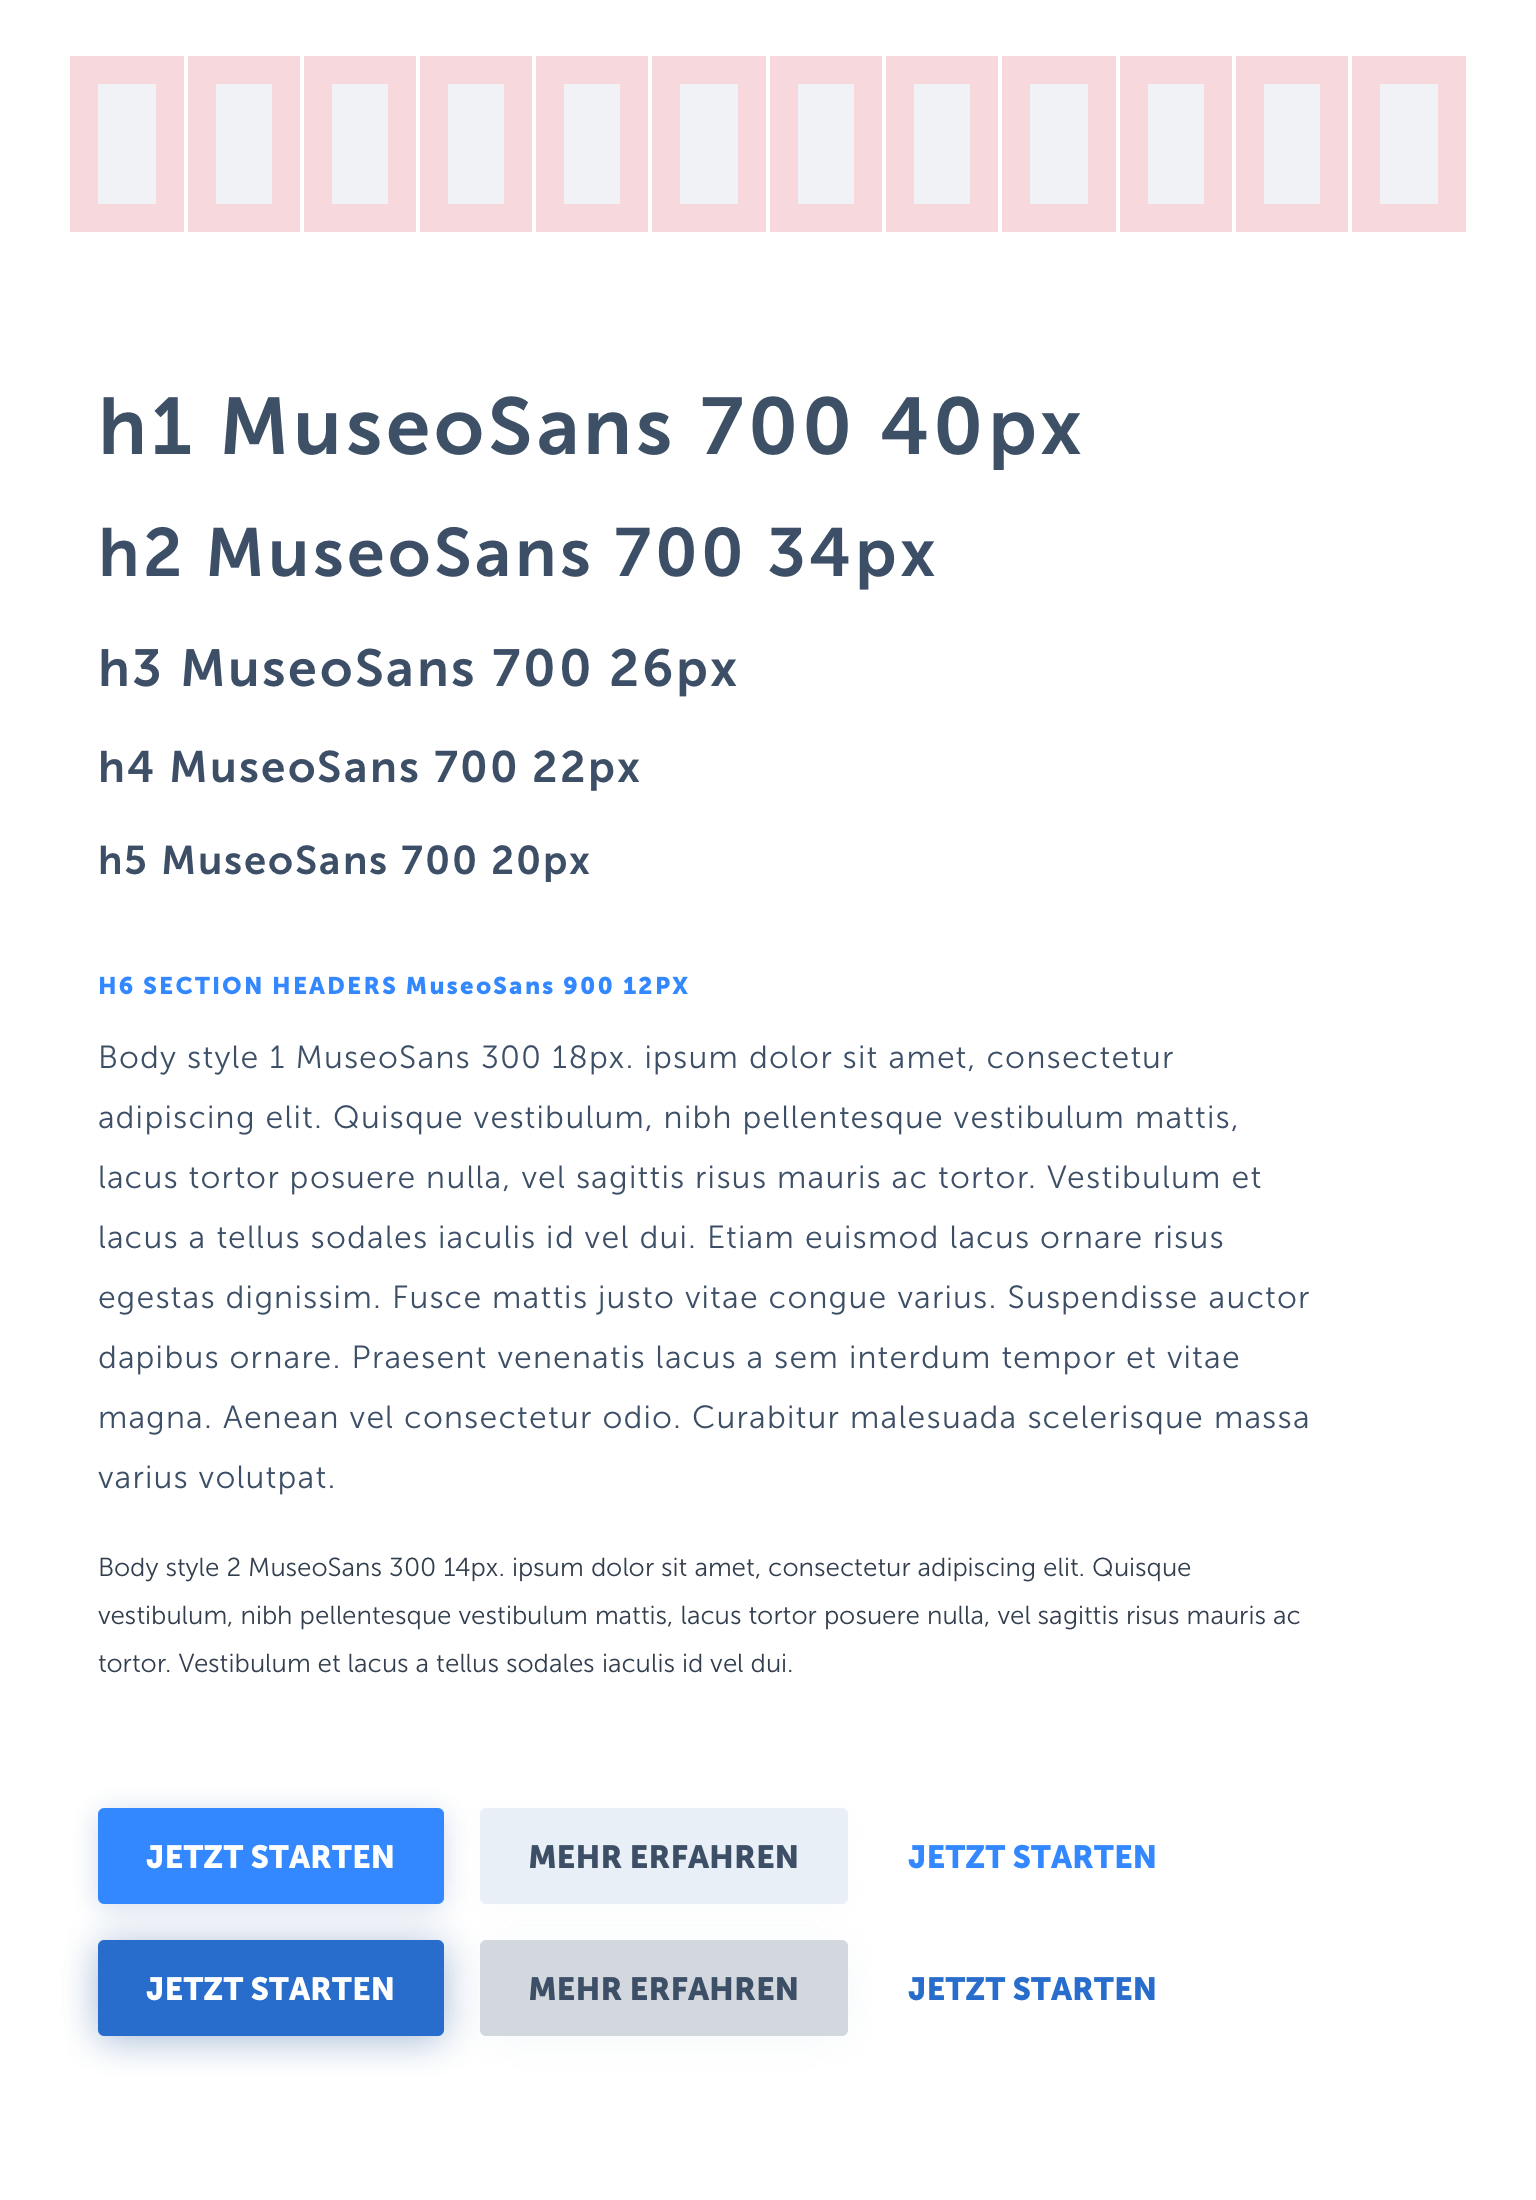 h1 MuseoSans 700 40px
h2 MuseoSans 700 34px
h3 MuseoSans 700 26px
h4 MuseoSans 700 22px
h5 MuseoSans 700 20px
H6 SECTION HEADERS MuseoSans 900 12PX
Body style 1 MuseoSans 300 18px. ipsum dolor sit amet, consectetur
adipiscing elit. Quisque vestibulum, nibh pellentesque vestibulum mattis,
lacus tortor posuere nulla, vel sagittis risus mauris ac tortor. Vestibulum et
lacus a tellus sodales iaculis id vel dui. Etiam euismod lacus ornare risus
egestas dignissim. Fusce mattis justo vitae congue varius. Suspendisse auctor
dapibus ornare. Praesent venenatis lacus a sem interdum tempor et vitae
magna. Aenean vel consectetur odio. Curabitur malesuada scelerisque massa
varius volutpat.
Body style 2 MuseoSans 300 14px. ipsum dolor sit amet, consectetur adipiscing elit. Quisque
vestibulum, nibh pellentesque vestibulum mattis, lacus tortor posuere nulla, vel sagittis risus mauris ac
tortor. Vestibulum et lacus a tellus sodales iaculis id vel dui.
JETZT STARTEN MEHR ERFAHREN JETZT STARTEN
JETZT STARTEN MEHR ERFAHREN JETZT STARTEN